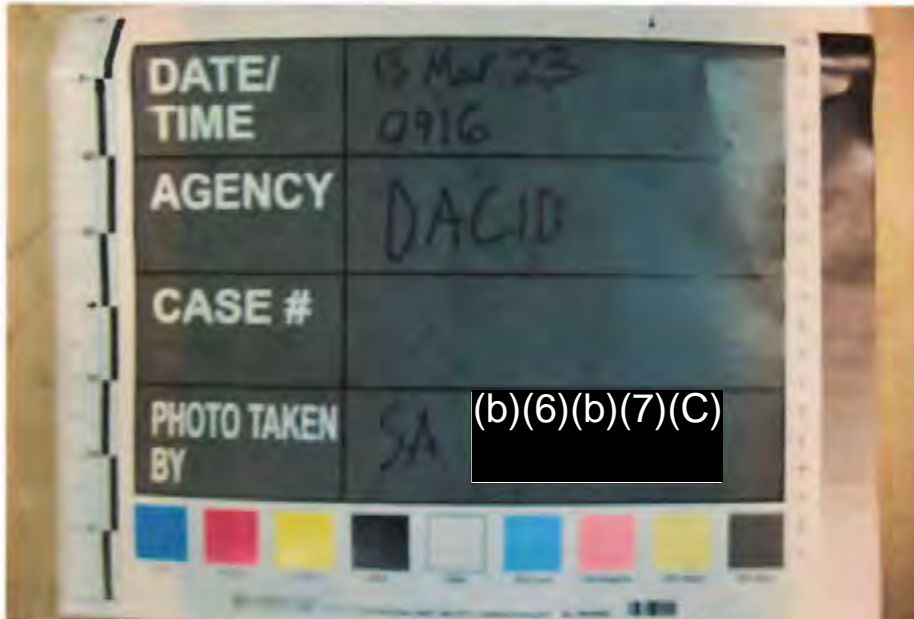 DATE/ 13 Mar 23
TIME 0916
AGENCY DACID
CASE #
PHOTO TAKEN SA (b)(6)(b)(7)(C)
BY